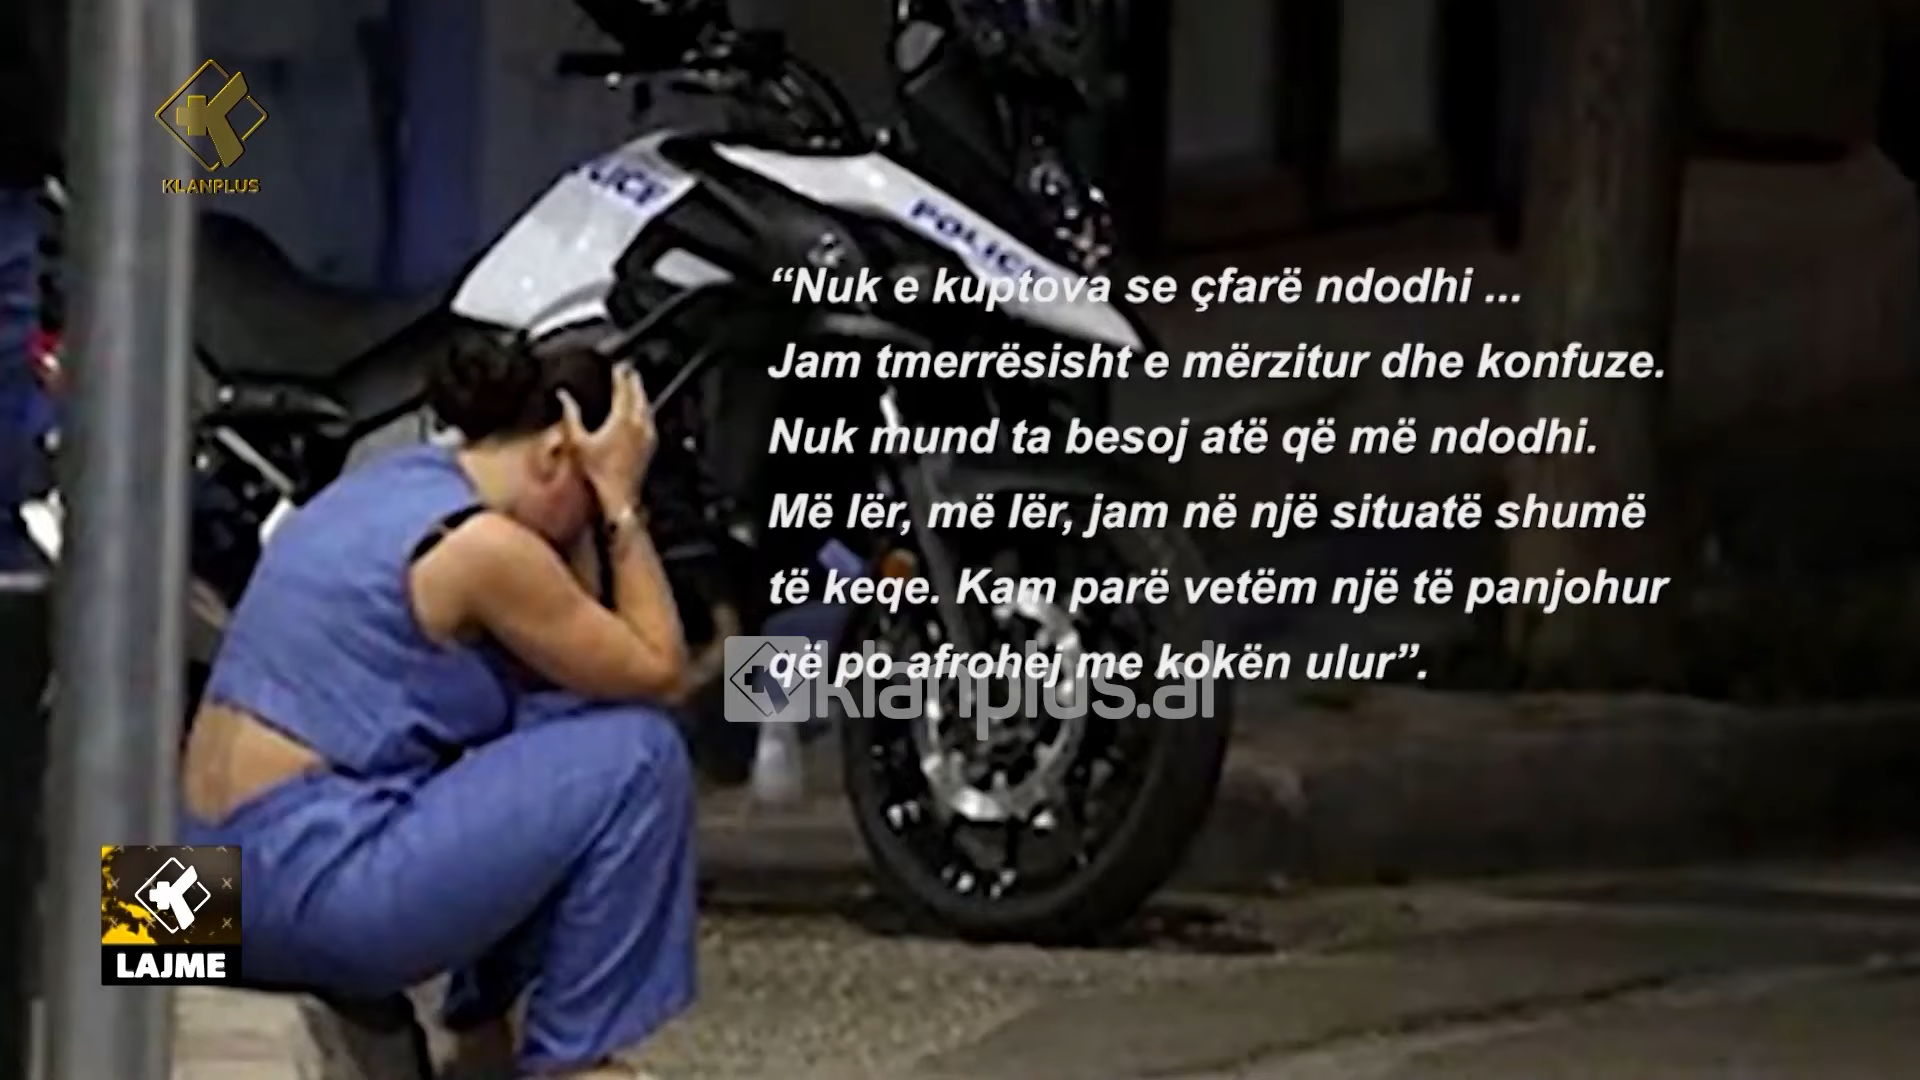 KLANPLUS
POLICE
POLICE
“Nuk e kuptova se çfarë ndodhi ...
Jam tmerrësisht e mërzitur dhe konfuze.
Nuk mund ta besoj atë që më ndodhi.
Më lër, më lër, jam në një situatë shumë
të keqe. Kam parë vetëm një të panjohur
që po afrohej me kokën ulur”.
klanplus.al
LAJME